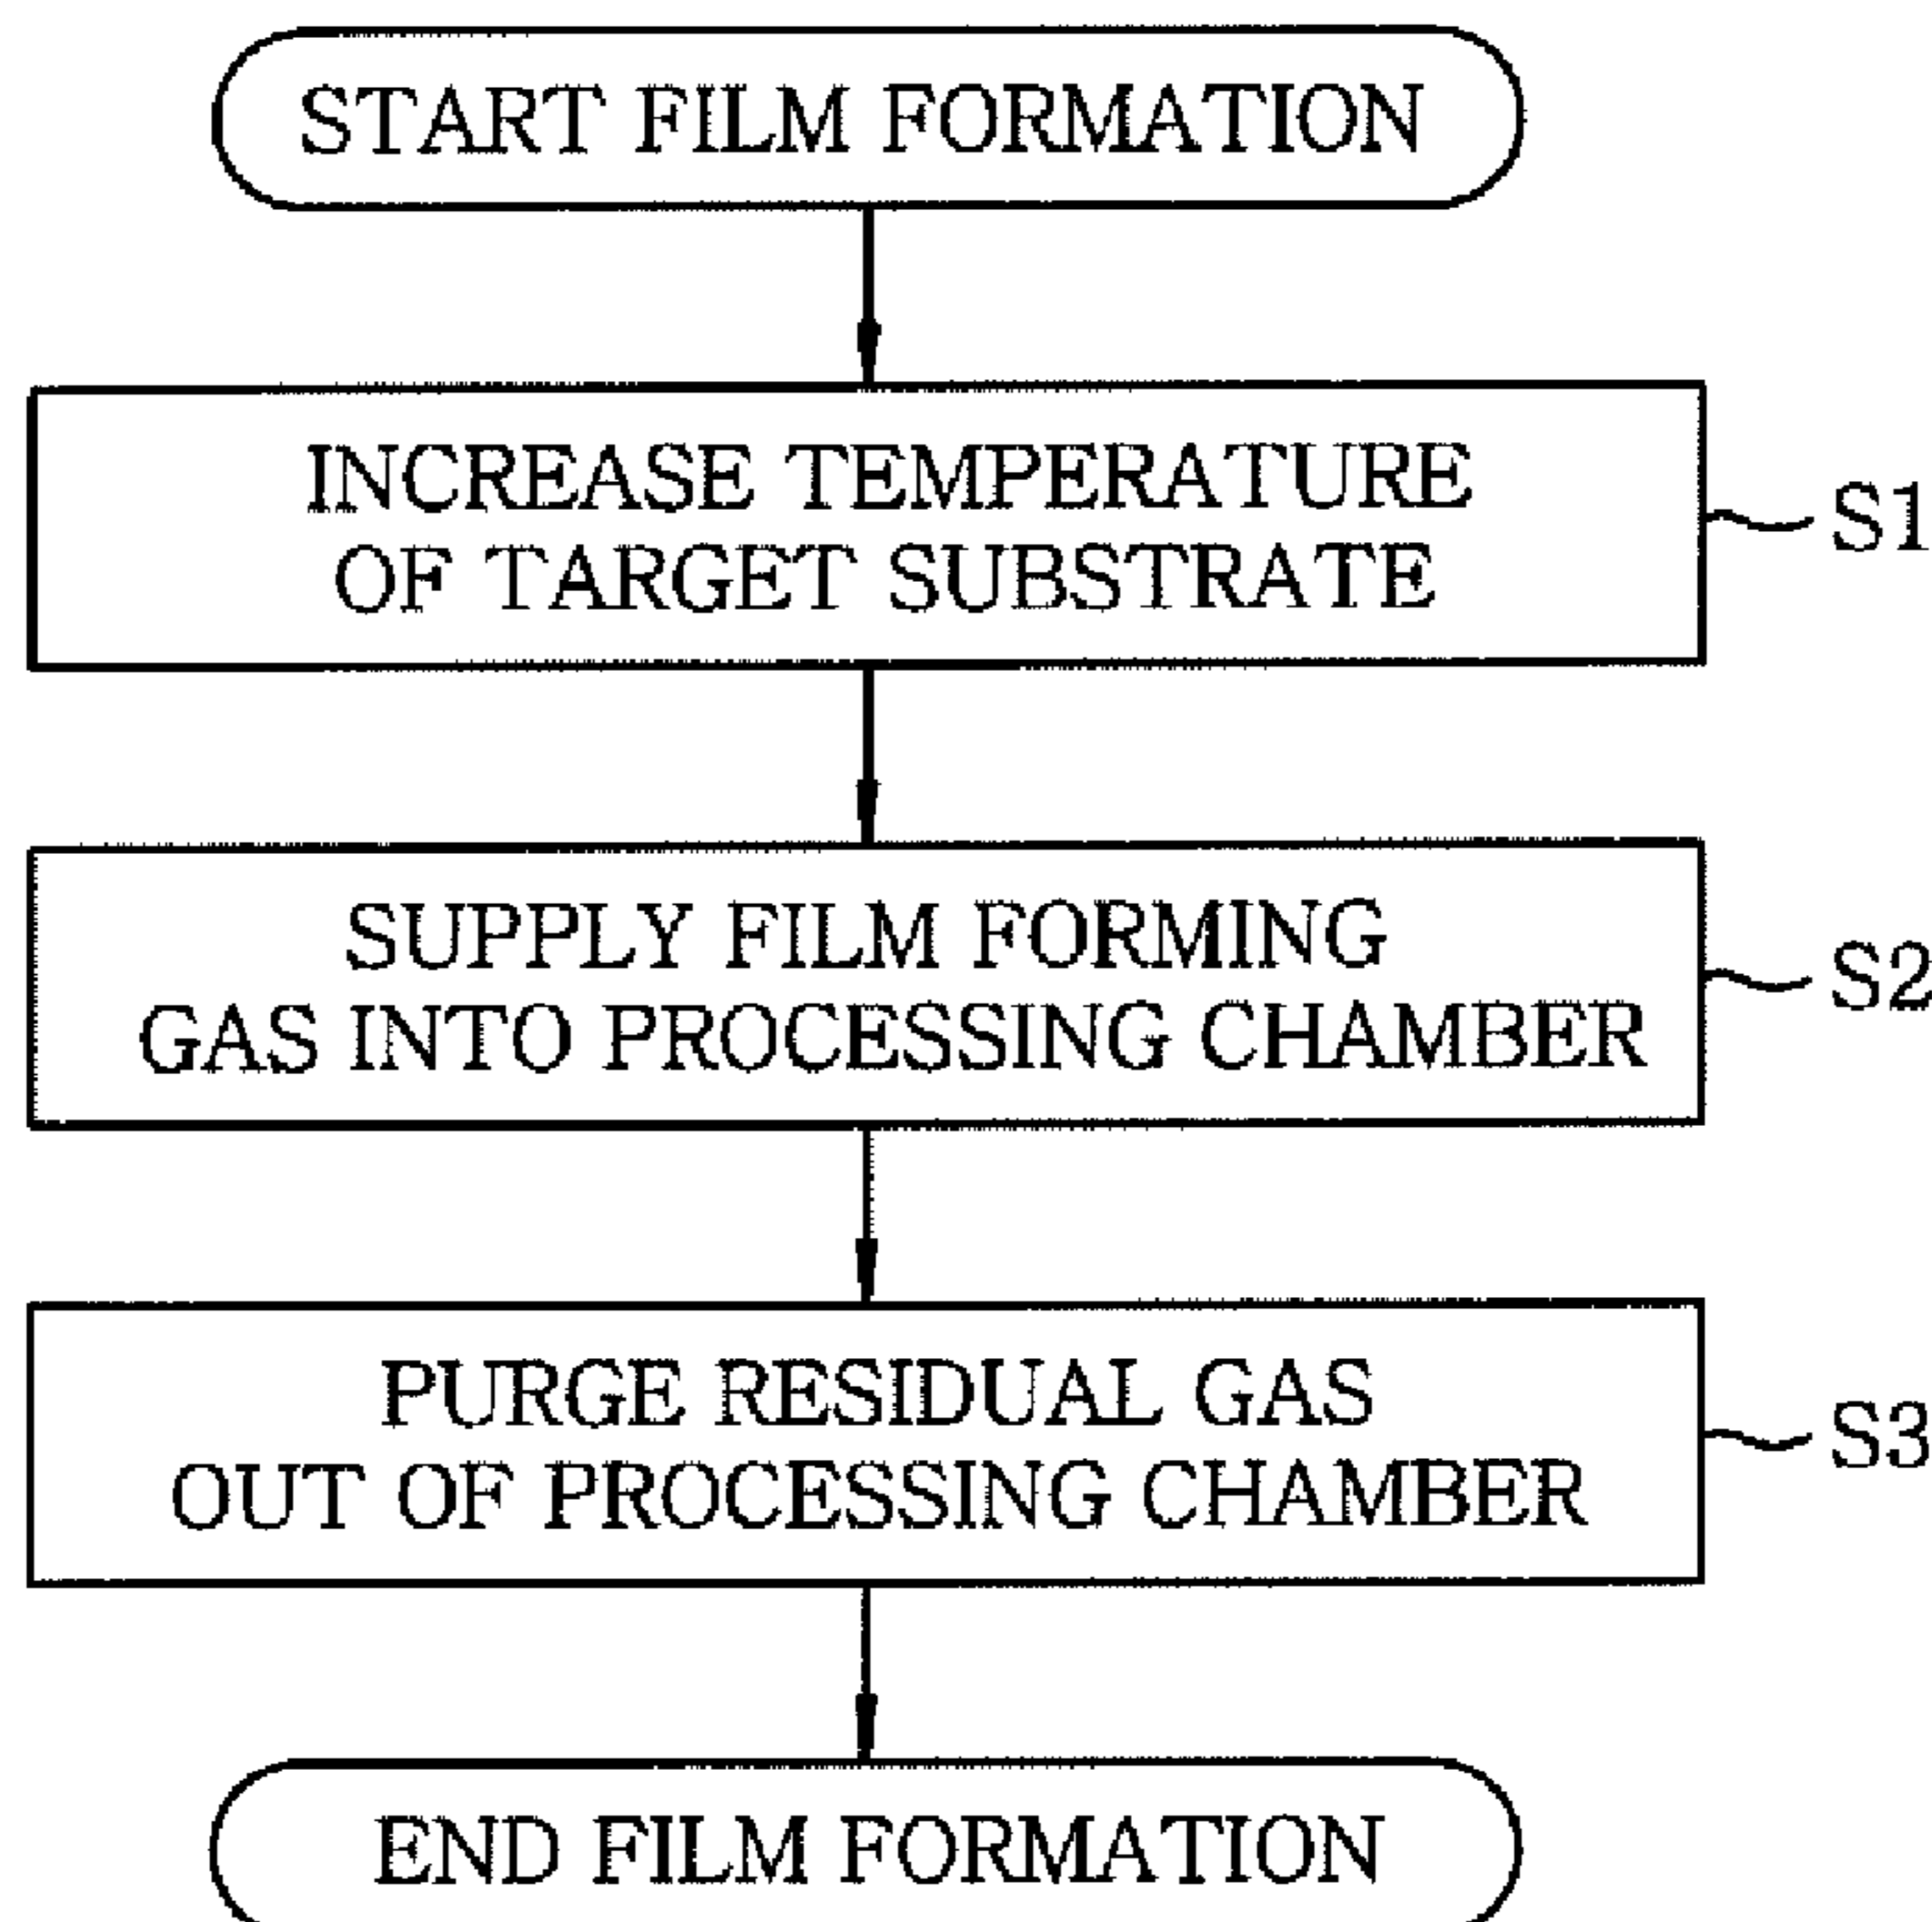 START FILM FORMATION
INCREASE TEMPERATURE
OF TARGET SUBSTRATE
S1
SUPPLY FILM FORMING
GAS INTO PROCESSING CHAMBER
S2
PURGE RESIDUAL GAS
OUT OF PROCESSING CHAMBER
S3
END FILM FORMATION